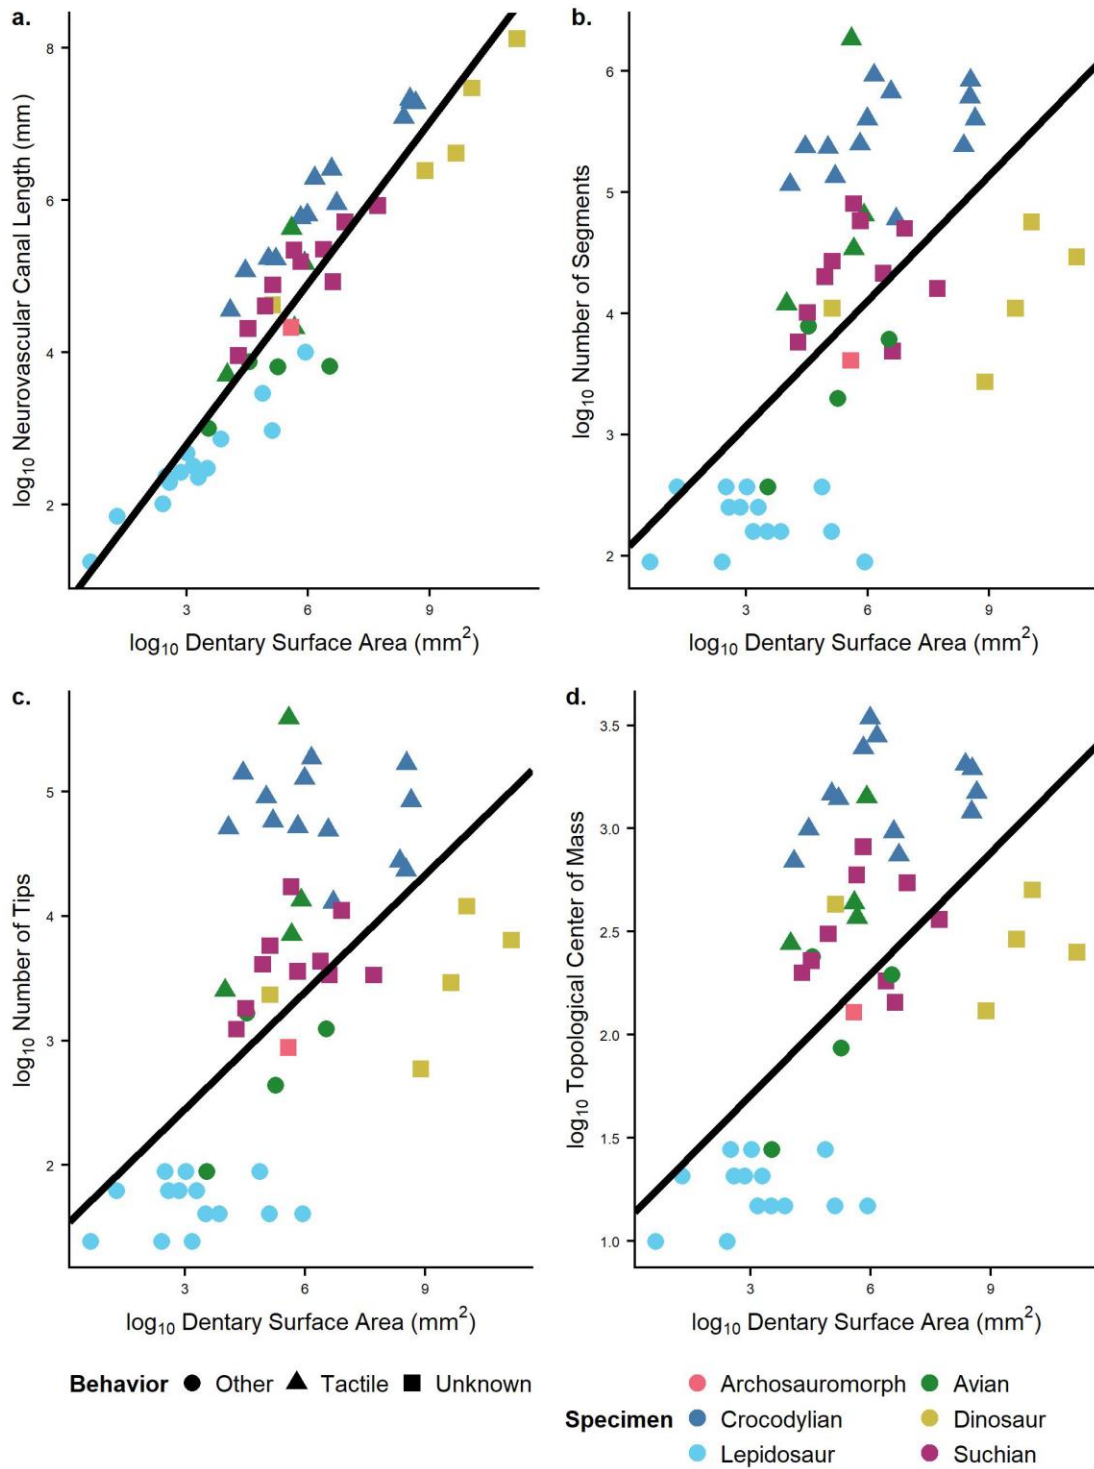 a.
log10 Neurovascular Canal Length (mm)
8
6
4
2
3 6 9
log10 Dentary Surface Area (mm²)
b.
log10 Number of Segments
6
5
4
3
2
3 6 9
log10 Dentary Surface Area (mm²)
c.
log10 Number of Tips
5
4
3
2
3 6 9
log10 Dentary Surface Area (mm²)
d.
log10 Topological Center of Mass
3.5
3.0
2.5
2.0
1.5
1.0
3 6 9
log10 Dentary Surface Area (mm²)
Behavior Other Tactile Unknown
Specimen
Archosauromorph Avian
Crocodylian Dinosaur
Lepidosaur Suchian